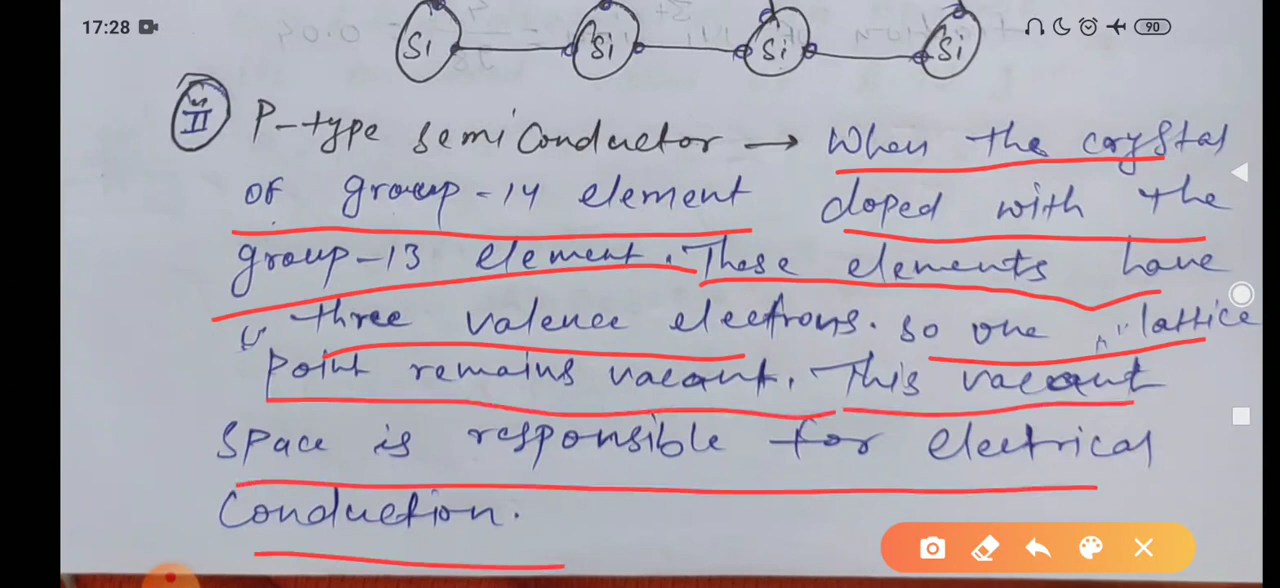 17:28
90
Si Si Si Si
II P-type semiconductor → When the crystal
of group-14 element doped with the
group-13 element. These elements have
three valence electrons. so one lattice
Point remains vacant. This vacant
space is responsible for electrical
Conduction.